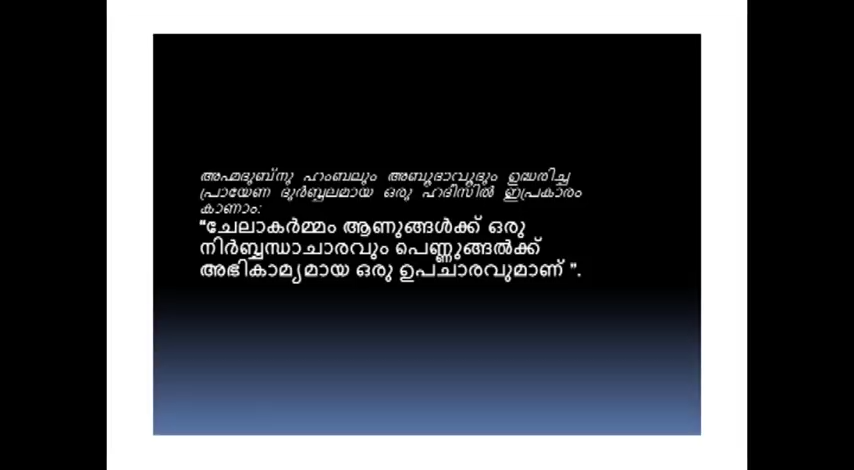 അഹ്മദുബ്നു ഹംബലും അബൂദാവൂദും ഉദ്ധരിച്ച
പ്രായേണ ദുർബ്ബലമായ ഒരു ഹദീസിൽ ഇപ്രകാരം
കാണാം:
“ചേലാകർമ്മം ആണുങ്ങൾക്ക് ഒരു
നിർബ്ബന്ധാചാരവും പെണ്ണുങ്ങൽക്ക്
അഭികാമ്യമായ ഒരു ഉപചാരവുമാണ് ”.